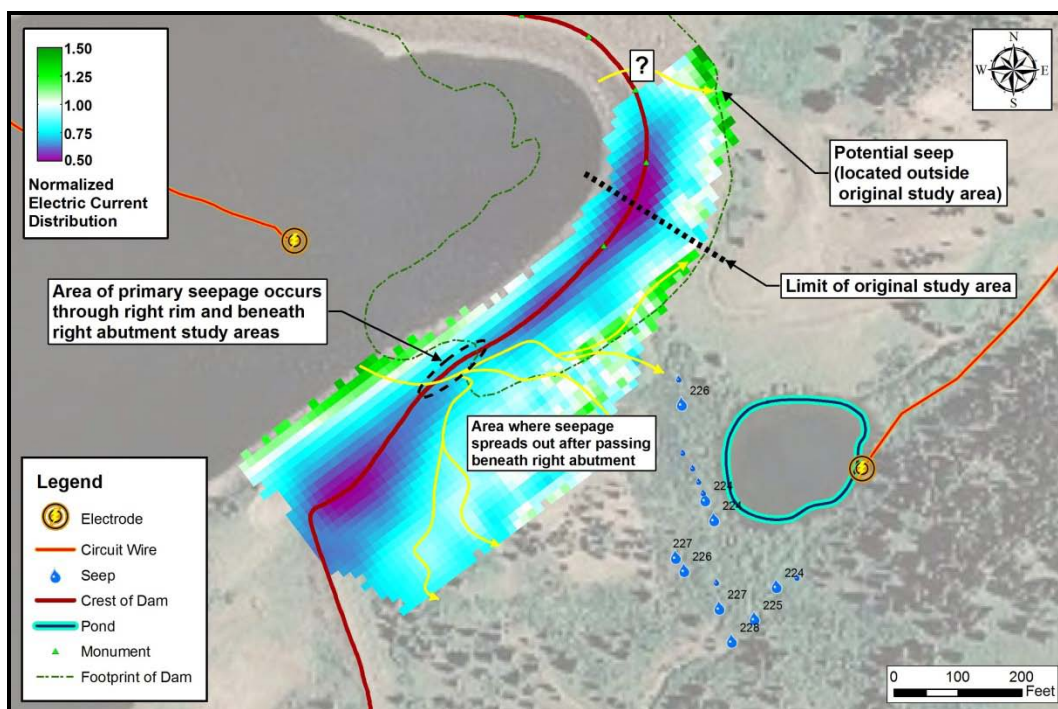 1.50
1.25
1.00
0.75
0.50
Normalized
Electric Current
Distribution
?
N
W E
S
Potential seep
(located outside
original study area)
Limit of original study area
Area of primary seepage occurs
through right rim and beneath
right abutment study areas
Area where seepage
spreads out after passing
beneath right abutment
226
224
224
227
226
224
227
225
228
Legend
Electrode
Circuit Wire
Seep
Crest of Dam
Pond
Monument
Footprint of Dam
0 100 200
Feet